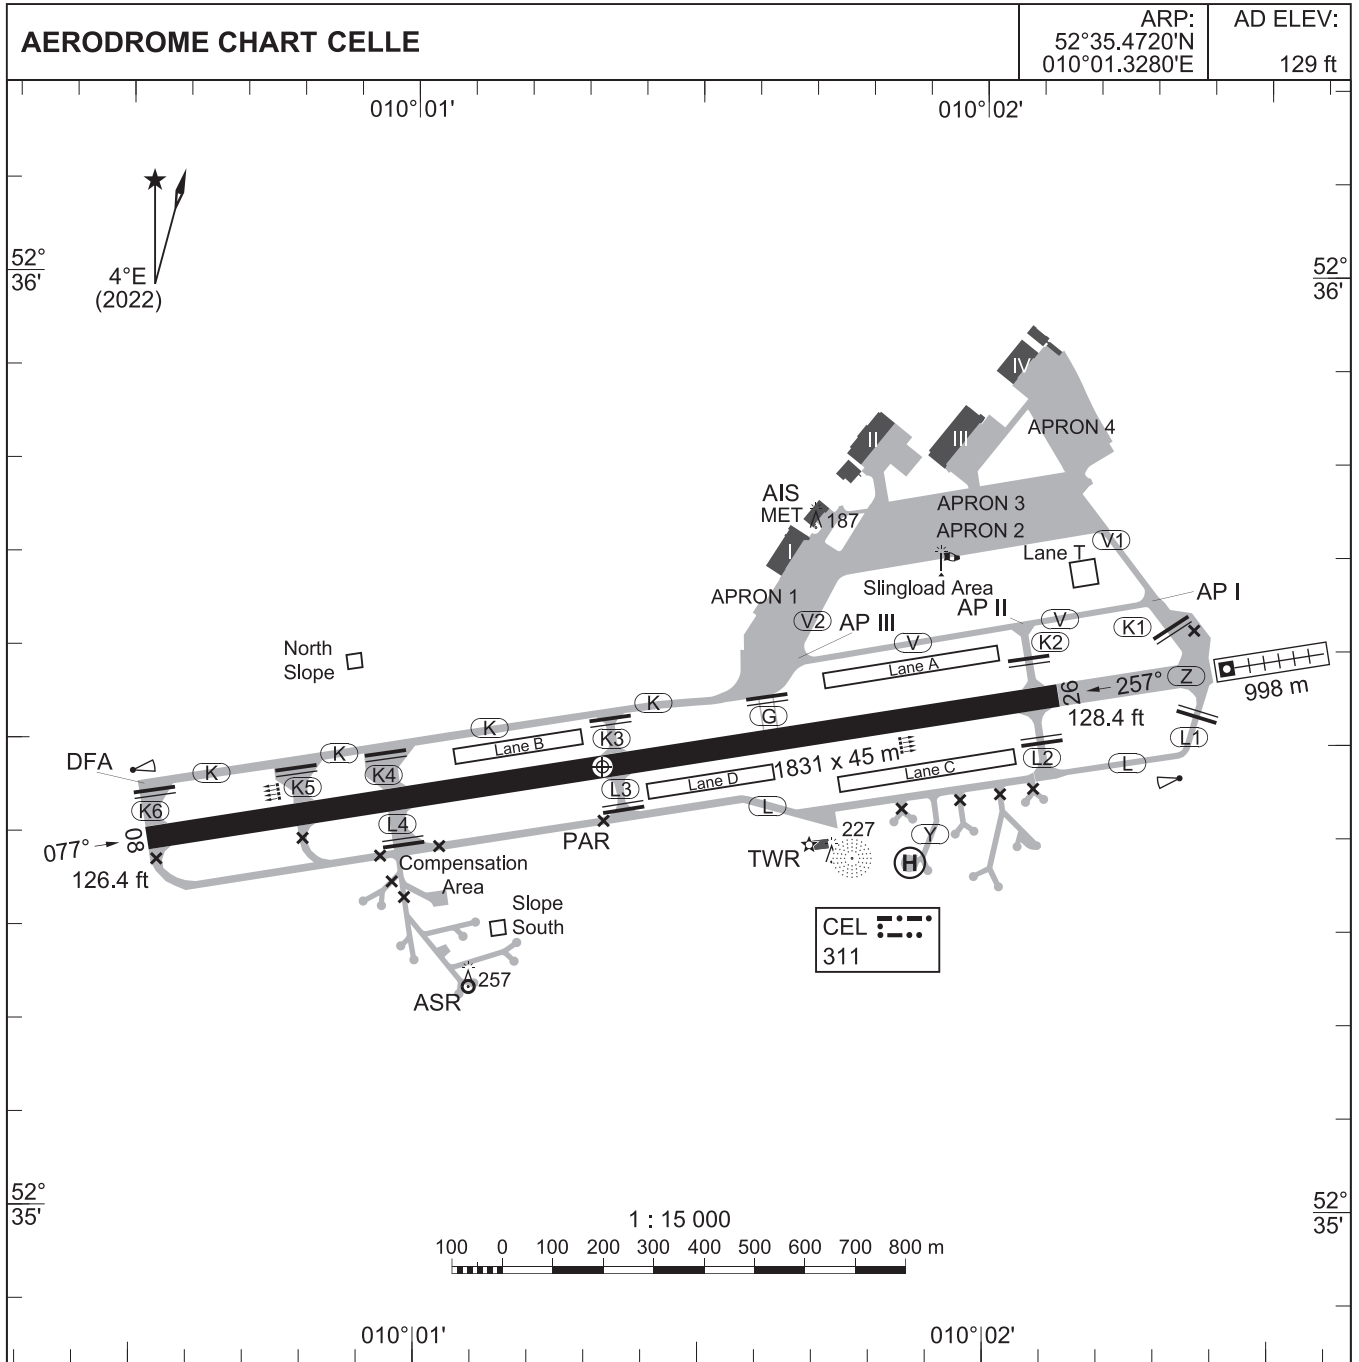 AERODROME CHART CELLE
ARP:
52°35.4720'N
010°01.3280'E
AD ELEV:
129 ft
010°01'
010°02'
52°
36'
52°
36'
4°E
(2022)
IV
APRON 4
II
III
AIS
MET
187
APRON 3
APRON 2
I
V1
Lane T
Slingload Area
APRON 1
AP II
AP I
V2
AP III
V
V
K1
K2
North
Slope
Lane A
Z
998 m
26
257°
128.4 ft
K
G
K
Lane B
K3
L1
DFA
K
K
K4
K5
1831 x 45 m
L2
L
K6
L3
Lane D
Lane C
L
08
077°
126.4 ft
L4
PAR
227
TWR
Y
H
Compensation
Area
Slope
South
CEL
311
257
ASR
52°
35'
52°
35'
1 : 15 000
100 0 100 200 300 400 500 600 700 800 m
010°01'
010°02'